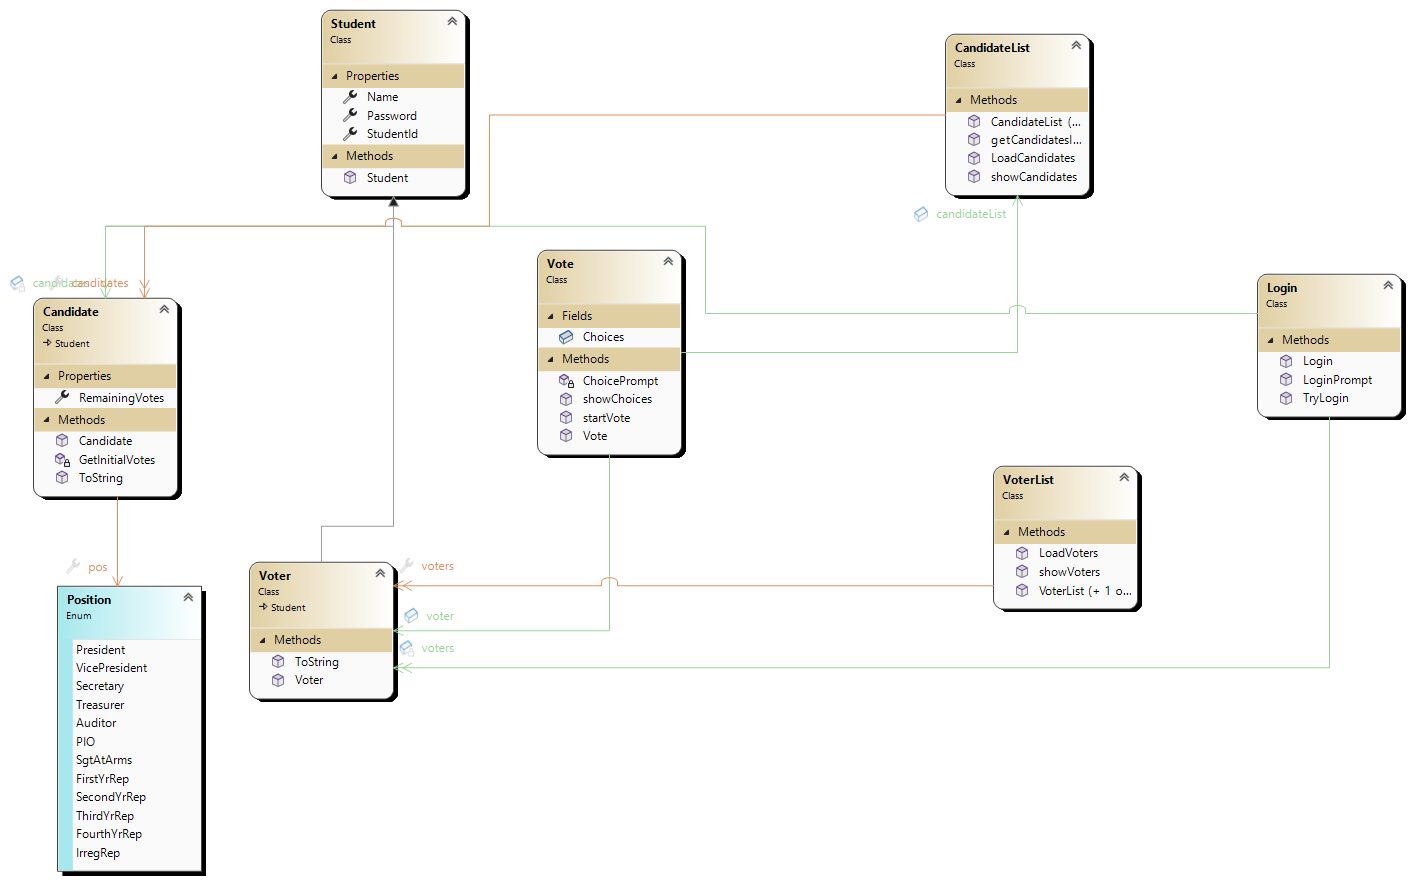 Student
Class
Properties
Name
Password
StudentId
Methods
Student
CandidateList
Class
Methods
CandidateList (...
getCandidatesI...
LoadCandidates
showCandidates
candidateList
candidates
candidates
Candidate
Class
Student
Properties
RemainingVotes
Methods
Candidate
GetInitialVotes
ToString
Vote
Class
Fields
Choices
Methods
ChoicePrompt
showChoices
startVote
Vote
Login
Class
Methods
Login
LoginPrompt
TryLogin
VoterList
Class
Methods
LoadVoters
showVoters
VoterList (+ 1 o...
pos
Position
Enum
President
VicePresident
Secretary
Treasurer
Auditor
PIO
SgtAtArms
FirstYrRep
SecondYrRep
ThirdYrRep
FourthYrRep
IrregRep
Voter
Class
Student
Methods
ToString
Voter
voters
voter
voters